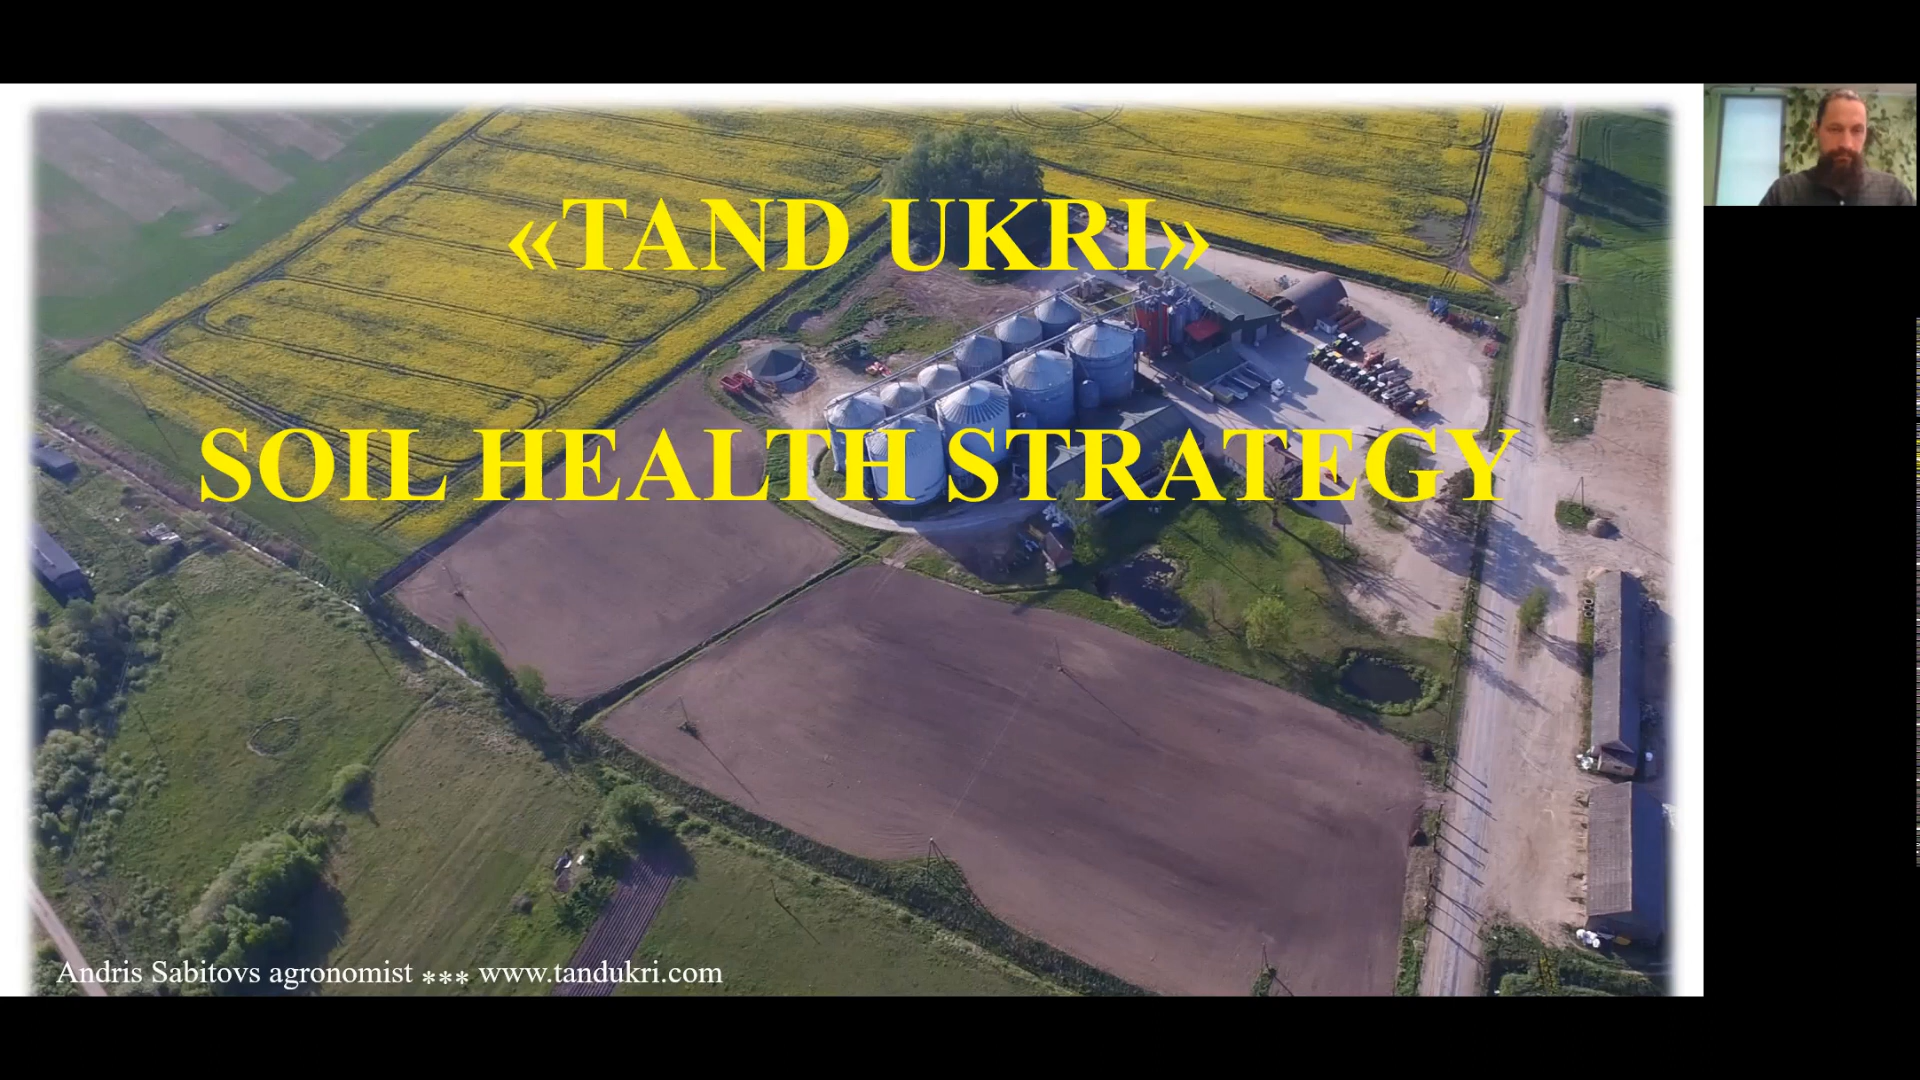 «TAND UKRI»
SOIL HEALTH STRATEGY
Andris Sabitovs agronomist *** www.tandukri.com